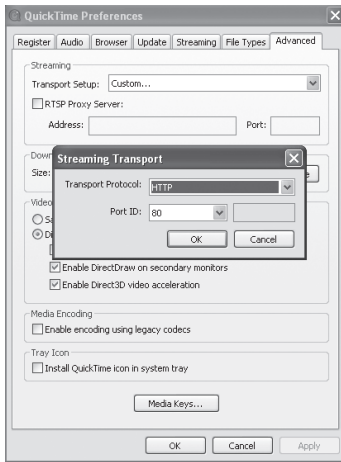 QuickTime Preferences
Register Audio Browser Update Streaming File Types Advanced
Streaming
Transport Setup: Custom...
RTSP Proxy Server:
Address: Port:
Streaming Transport
Size:
Transport Protocol: HTTP
Port ID: 80
OK Cancel
Video
Enable DirectDraw on secondary monitors
Enable Direct3D video acceleration
Media Encoding
Enable encoding using legacy codecs
Tray Icon
Install QuickTime icon in system tray
Media Keys...
OK Cancel Apply